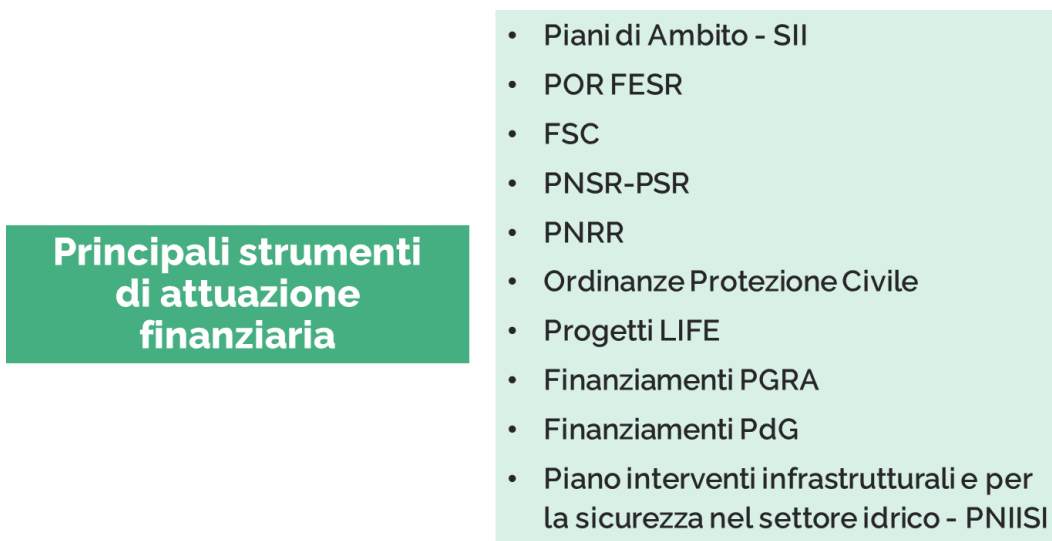 Principali strumenti
di attuazione
finanziaria
• Piani di Ambito - SII
• POR FESR
• FSC
• PNSR-PSR
• PNRR
• Ordinanze Protezione Civile
• Progetti LIFE
• Finanziamenti PGRA
• Finanziamenti PdG
• Piano interventi infrastrutturali e per
la sicurezza nel settore idrico - PNIISI